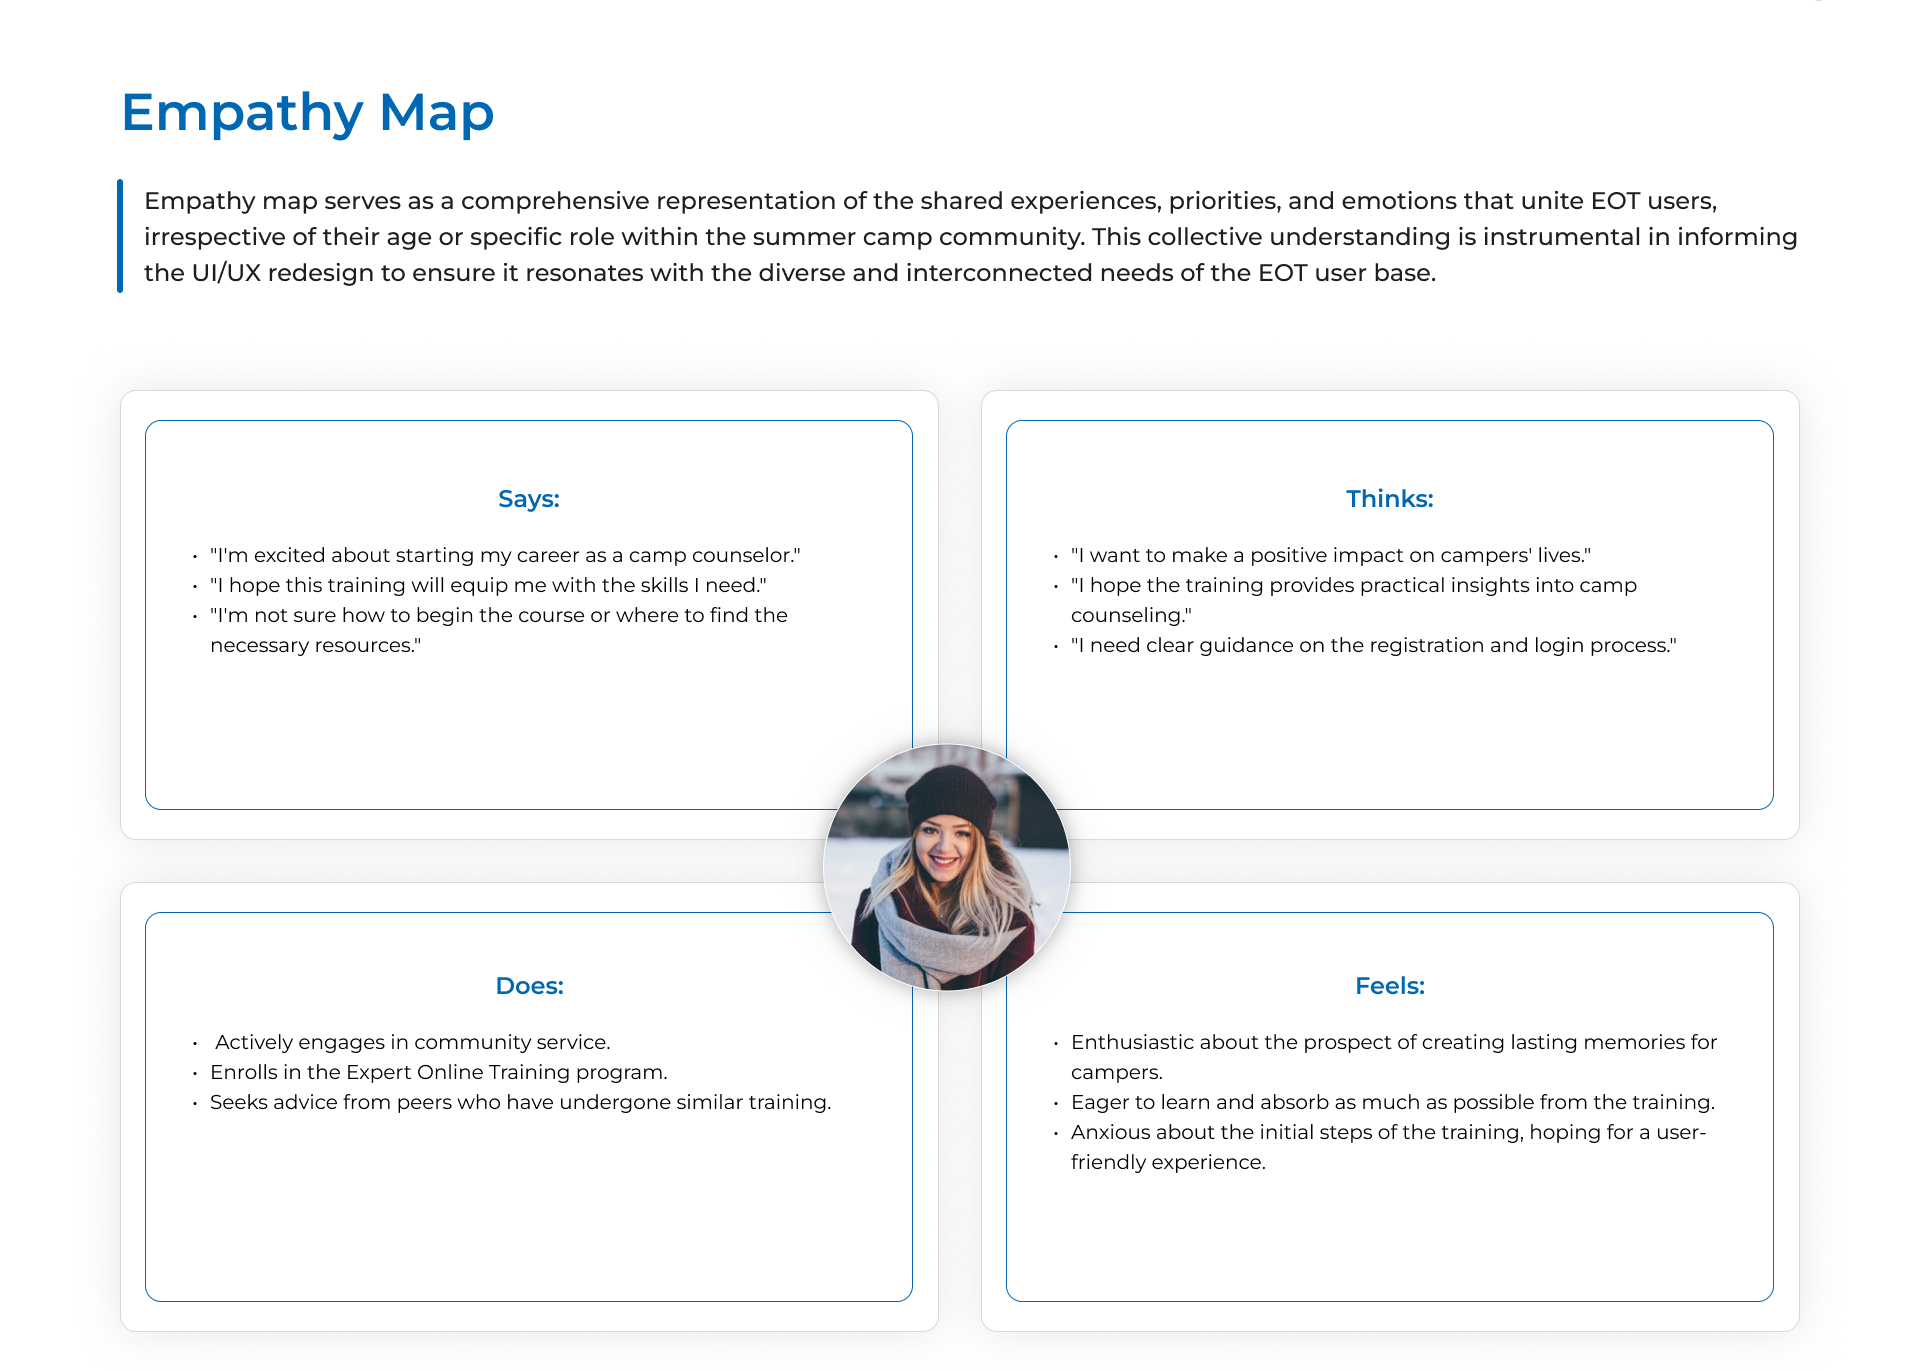 Empathy Map
Empathy map serves as a comprehensive representation of the shared experiences, priorities, and emotions that unite EOT users,
irrespective of their age or specific role within the summer camp community. This collective understanding is instrumental in informing
the UI/UX redesign to ensure it resonates with the diverse and interconnected needs of the EOT user base.
Says:
• "I'm excited about starting my career as a camp counselor."
• "I hope this training will equip me with the skills I need."
• "I'm not sure how to begin the course or where to find the
necessary resources."
Thinks:
• "I want to make a positive impact on campers' lives."
• "I hope the training provides practical insights into camp
counseling."
• "I need clear guidance on the registration and login process."
Does:
• Actively engages in community service.
• Enrolls in the Expert Online Training program.
• Seeks advice from peers who have undergone similar training.
Feels:
• Enthusiastic about the prospect of creating lasting memories for
campers.
• Eager to learn and absorb as much as possible from the training.
• Anxious about the initial steps of the training, hoping for a user-
friendly experience.